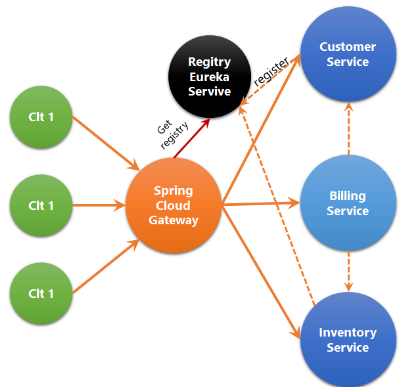 Regitry
Eureka
Servive
Customer
Service
register
Get
registry
Clt 1
Clt 1
Clt 1
Spring
Cloud
Gateway
Billing
Service
Inventory
Service